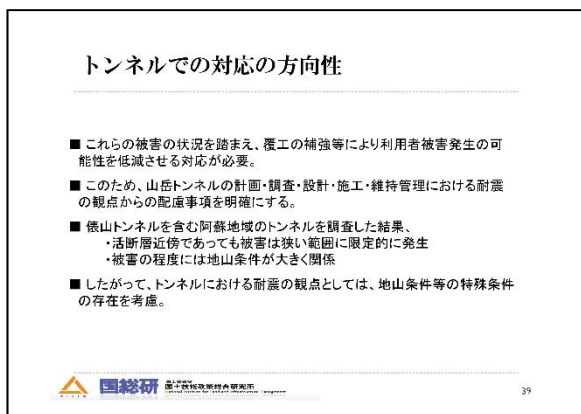 トンネルでの対応の方向性
■ これらの被害の状況を踏まえ、覆工の補強等により利用者被害発生の可
能性を低減させる対応が必要。
■ このため、山岳トンネルの計画・調査・設計・施工・維持管理における耐震
の観点からの配慮事項を明確にする。
■ 俵山トンネルを含む阿蘇地域のトンネルを調査した結果、
・活断層近傍であっても被害は狭い範囲に限定的に発生
・被害の程度には地山条件が大きく関係
■ したがって、トンネルにおける耐震の観点としては、地山条件等の特殊条件
の存在を考慮。
国総研
国土技術政策総合研究所
39